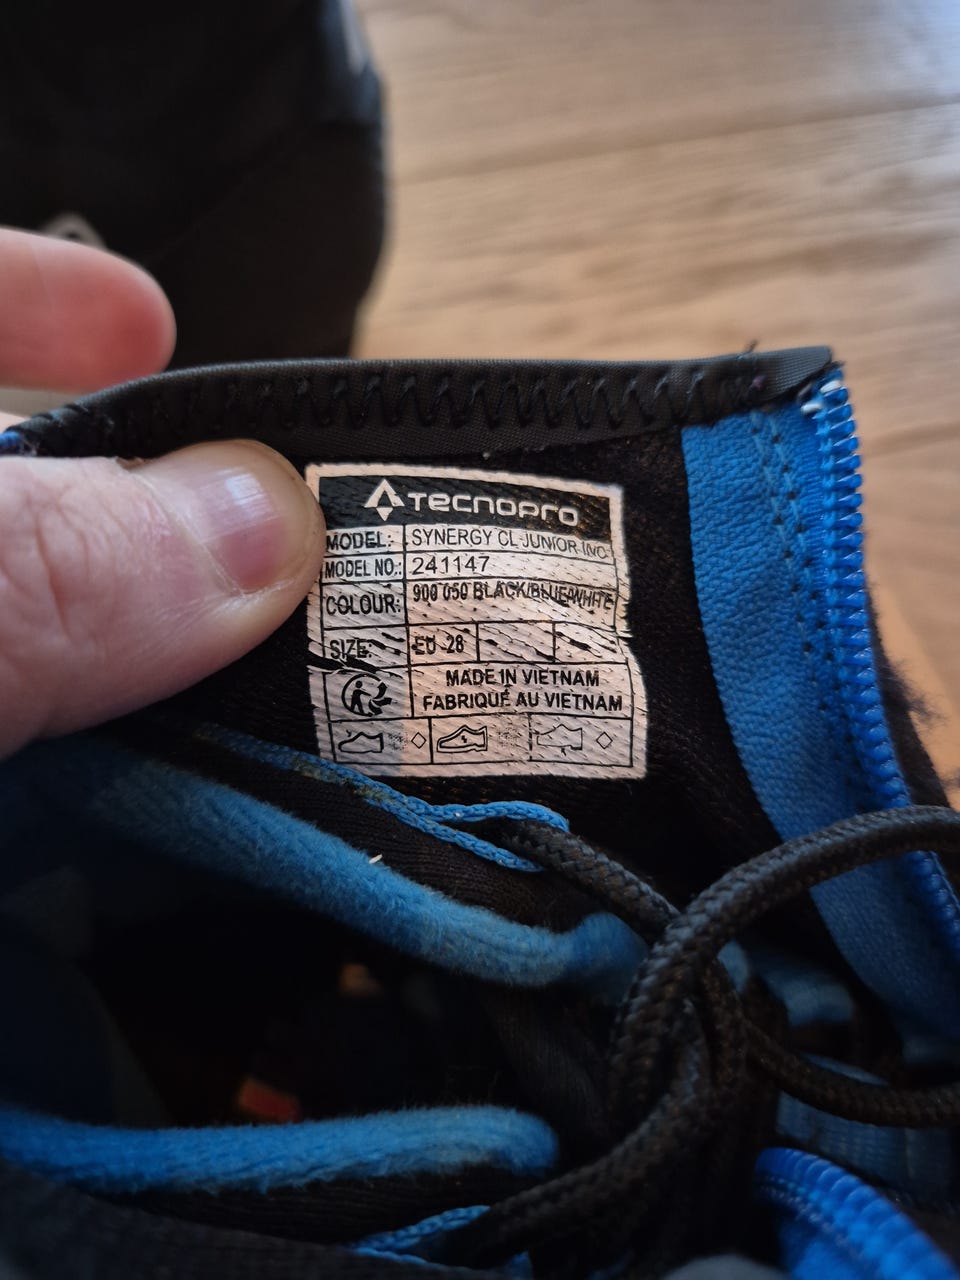 TECNOPRO
MODEL: SYNERGY CL JUNIOR INC
MODEL NO.: 241147
COLOUR: 900 050 BLACK/BLUE/WHITE
SIZE: EU 28
MADE IN VIETNAM
FABRIQUÉ AU VIETNAM